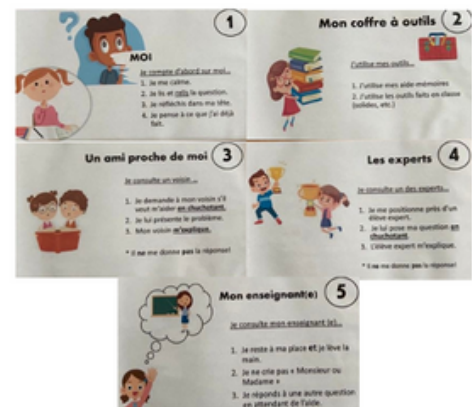 1
MOI
Je compte d'abord sur moi...
1. Je me calme.
2. Je lis et relis la question.
3. Je réfléchis dans ma tête.
4. Je pense à ce que j'ai déjà
fait.
Mon coffre à outils
2
J'utilise mes outils...
1. J'utilise mes aide-mémoires
2. J'utilise les outils faits en classe
(solides, etc.)
Un ami proche de moi
3
Je consulte un voisin ...
1. Je demande à mon voisin s'il
veut m'aider en chuchotant.
2. Je lui présente le problème.
3. Mon voisin m'explique.
* Il ne me donne pas la réponse!
Les experts
4
Je consulte un des experts...
1. Je me positionne près d'un
élève expert.
2. Je lui pose ma question en
chuchotant.
3. L'élève expert m'explique.
* Il ne me donne pas la réponse!
Mon enseignant(e)
5
Je consulte mon enseignant (e)...
1. Je reste à ma place et je lève la
main.
2. Je ne crie pas « Monsieur ou
Madame »
3. Je réponds à une autre question
en attendant de l'aide.